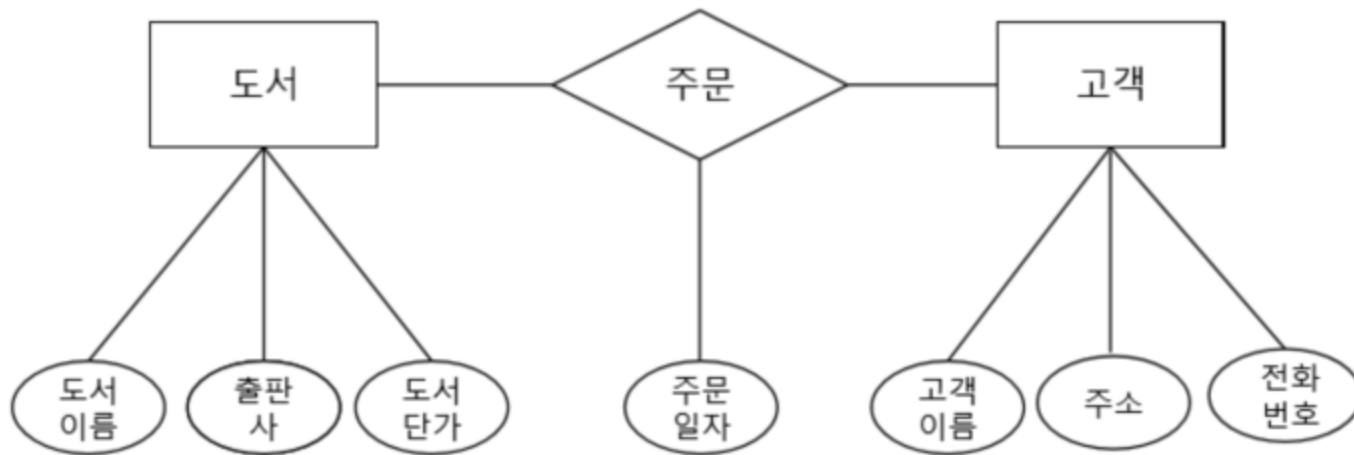 도서
주문
고객
도서
이름
출판
사
도서
단가
주문
일자
고객
이름
주소
전화
번호